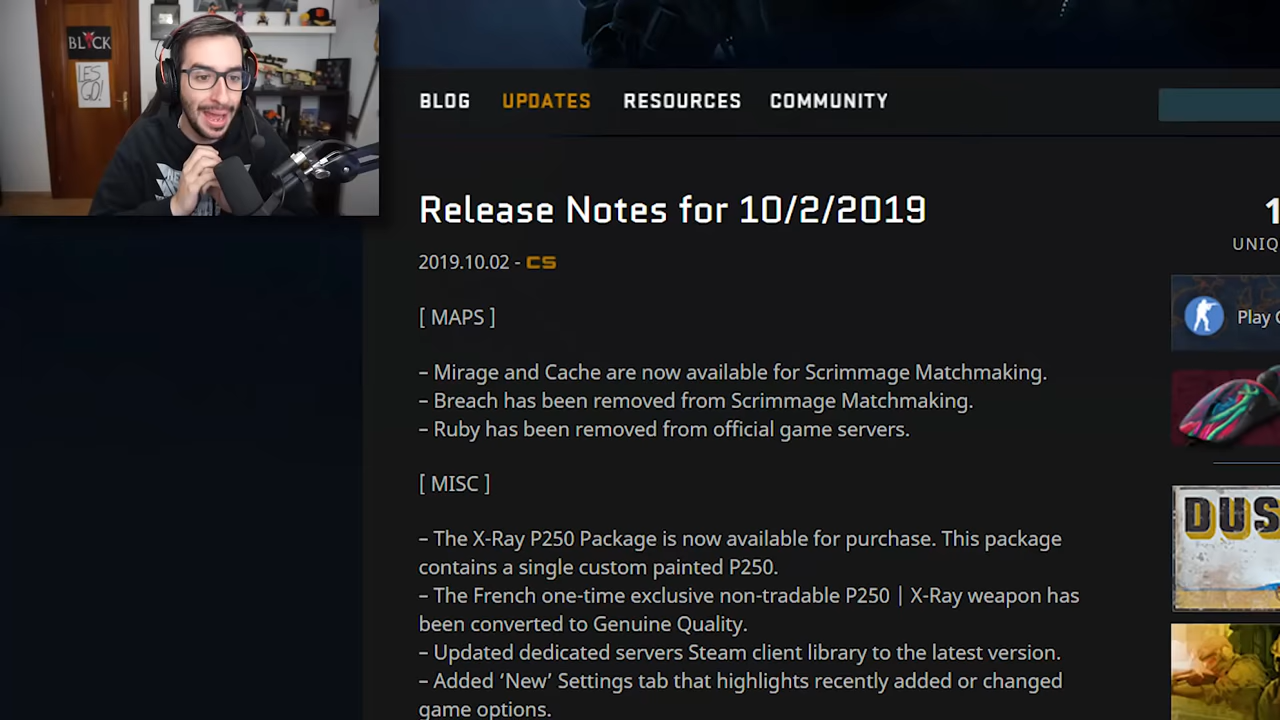 BLCK
LES
GO!
BLOG UPDATES RESOURCES COMMUNITY
Release Notes for 10/2/2019
2019.10.02 - CS
[ MAPS ]
– Mirage and Cache are now available for Scrimmage Matchmaking.
– Breach has been removed from Scrimmage Matchmaking.
– Ruby has been removed from official game servers.
[ MISC ]
– The X-Ray P250 Package is now available for purchase. This package
contains a single custom painted P250.
– The French one-time exclusive non-tradable P250 | X-Ray weapon has
been converted to Genuine Quality.
– Updated dedicated servers Steam client library to the latest version.
– Added ‘New’ Settings tab that highlights recently added or changed
game options.
1
UNIQ
Play
DUS